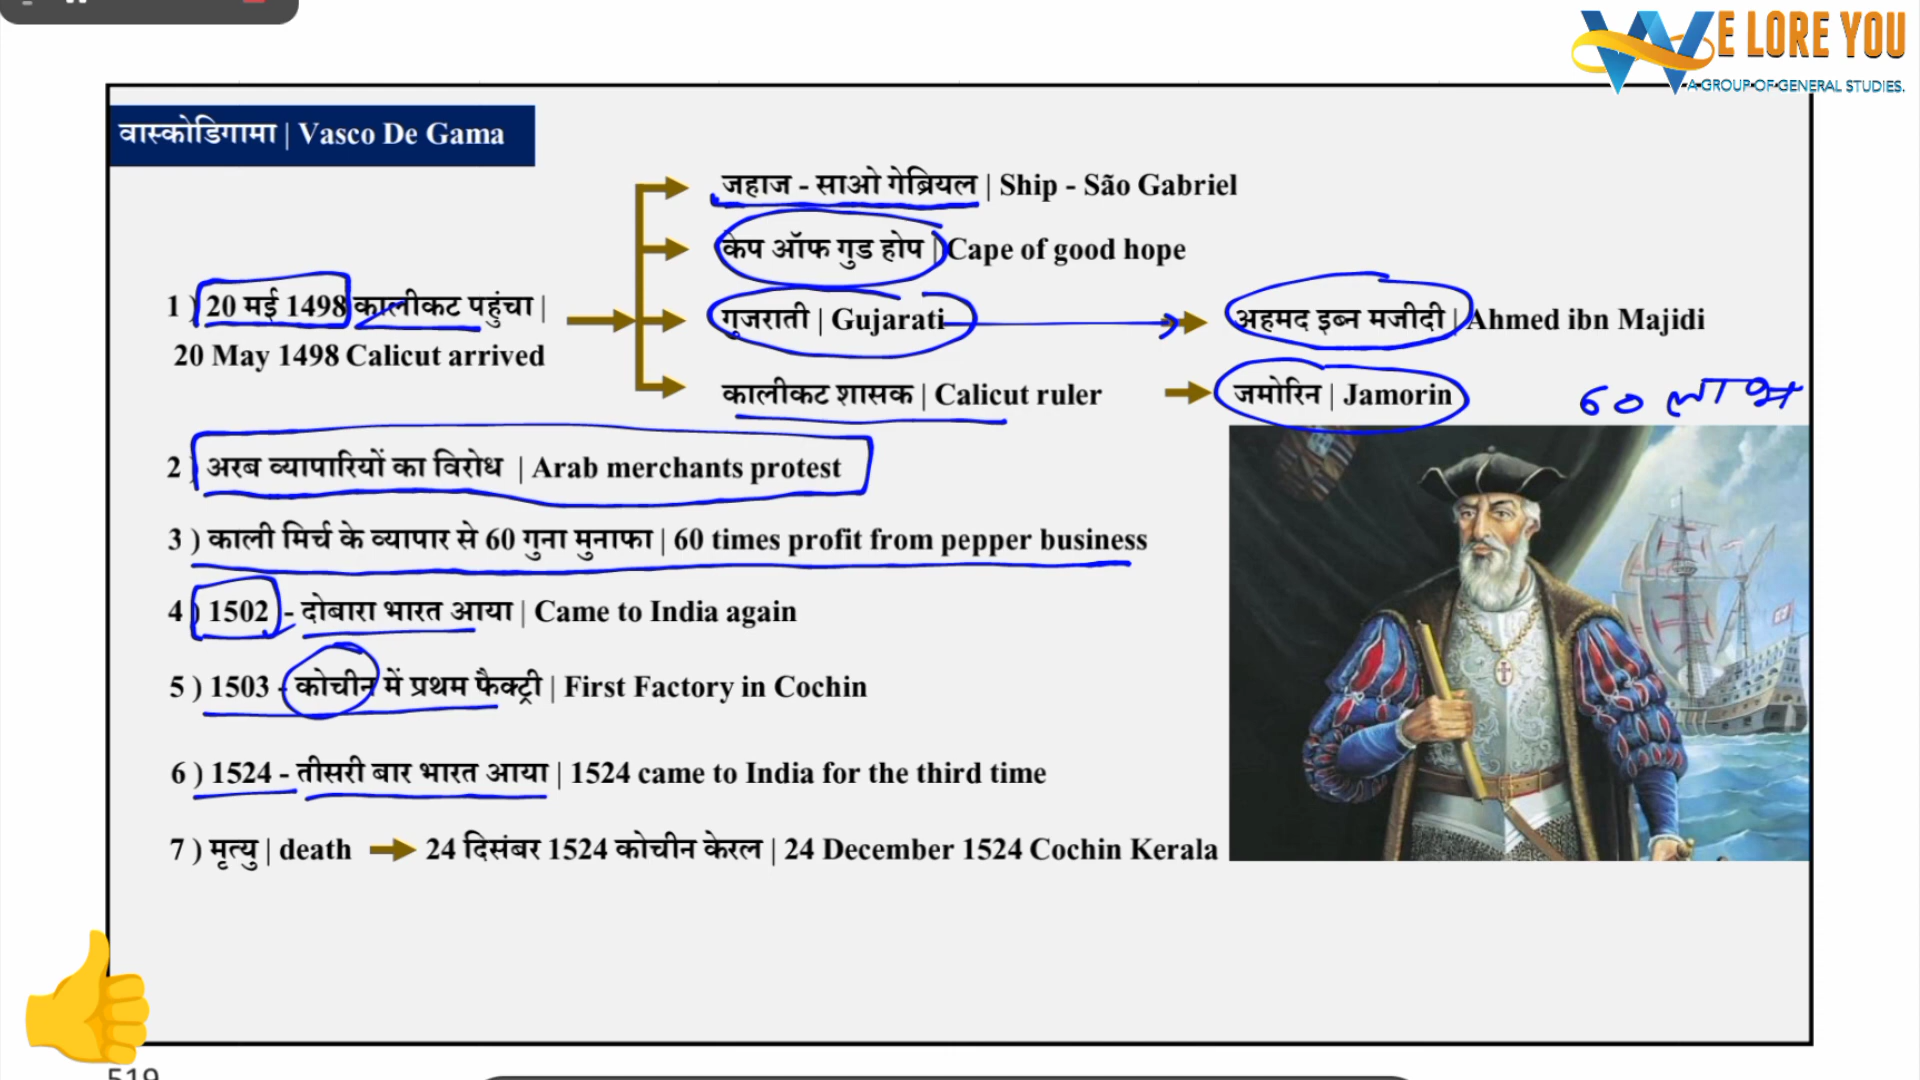 WE LORE YOU
A GROUP OF GENERAL STUDIES.
वास्कोडिगामा | Vasco De Gama
जहाज - साओ गेब्रियल | Ship - São Gabriel
केप ऑफ गुड होप | Cape of good hope
1 ) 20 मई 1498 कालीकट पहुंचा |
20 May 1498 Calicut arrived
गुजराती | Gujarati
अहमद इब्न मजीदी | Ahmed ibn Majidi
कालीकट शासक | Calicut ruler
जमोरिन | Jamorin
60
2 ) अरब व्यापारियों का विरोध | Arab merchants protest
3 ) काली मिर्च के व्यापार से 60 गुना मुनाफा | 60 times profit from pepper business
4 ) 1502 - दोबारा भारत आया | Came to India again
5 ) 1503 - कोचीन में प्रथम फैक्ट्री | First Factory in Cochin
6 ) 1524 - तीसरी बार भारत आया | 1524 came to India for the third time
7 ) मृत्यु | death 24 दिसंबर 1524 कोचीन केरल | 24 December 1524 Cochin Kerala
519